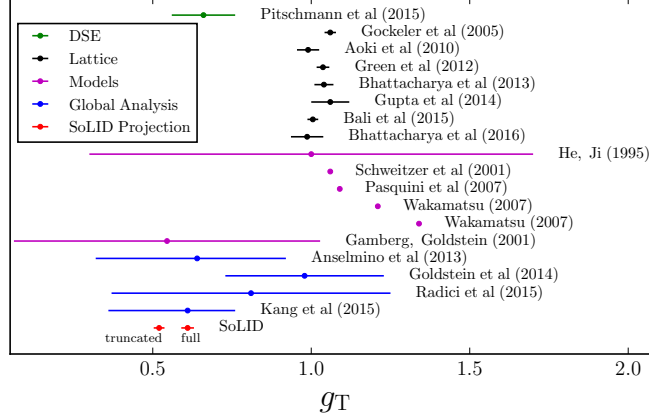 Pitschmann et al (2015)
DSE
Lattice
Models
Global Analysis
SoLID Projection
Gockeler et al (2005)
Aoki et al (2010)
Green et al (2012)
Bhattacharya et al (2013)
Gupta et al (2014)
Bali et al (2015)
Bhattacharya et al (2016)
He, Ji (1995)
Schweitzer et al (2001)
Pasquini et al (2007)
Wakamatsu (2007)
Wakamatsu (2007)
Gamberg, Goldstein (2001)
Anselmino et al (2013)
Goldstein et al (2014)
Radici et al (2015)
Kang et al (2015)
SoLID
truncated full
0.5 1.0 1.5 2.0
gT